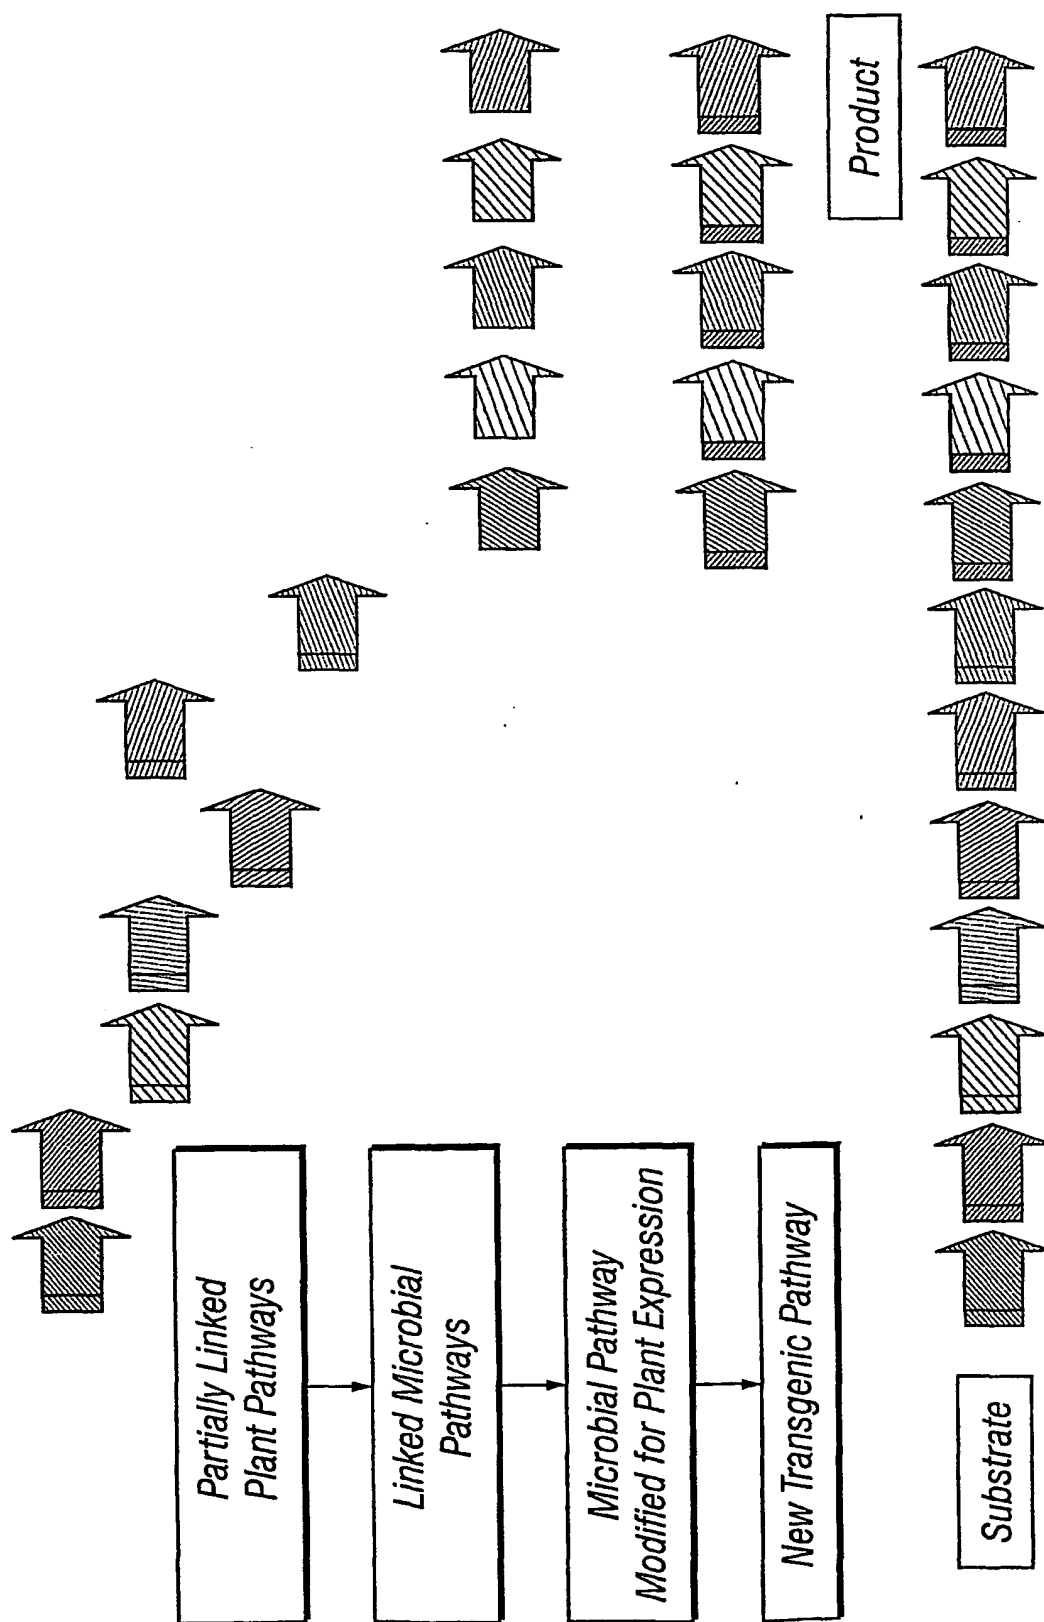 Partially Linked
Plant Pathways
Linked Microbial
Pathways
Microbial Pathway
Modified for Plant Expression
New Transgenic Pathway
Product
Substrate